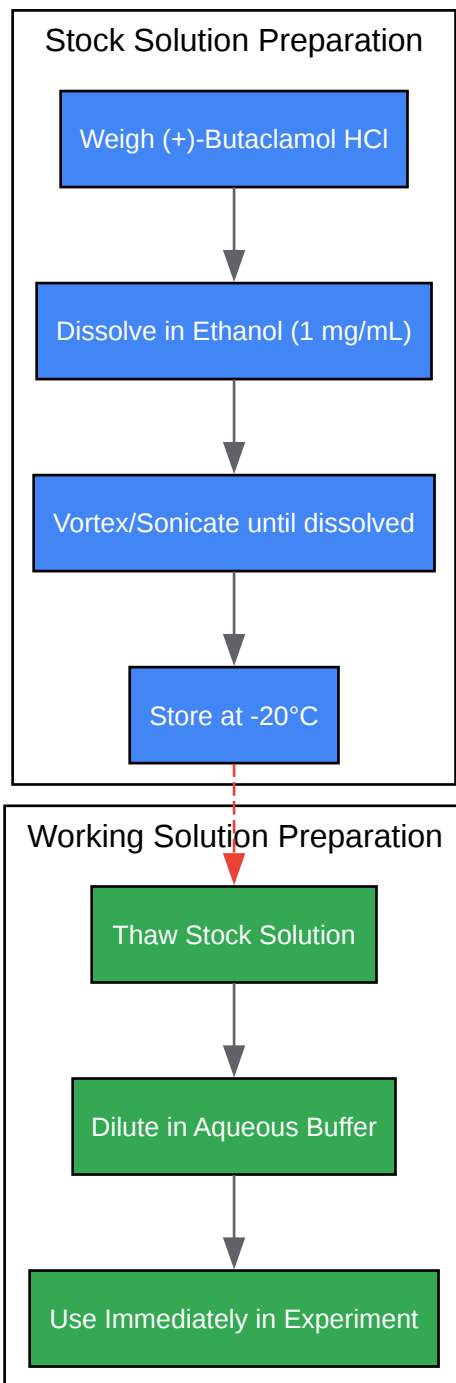 Stock Solution Preparation
Weigh (+)-Butaclamol HCl
Dissolve in Ethanol (1 mg/mL)
Vortex/Sonicate until dissolved
Store at -20°C
Working Solution Preparation
Thaw Stock Solution
Dilute in Aqueous Buffer
Use Immediately in Experiment